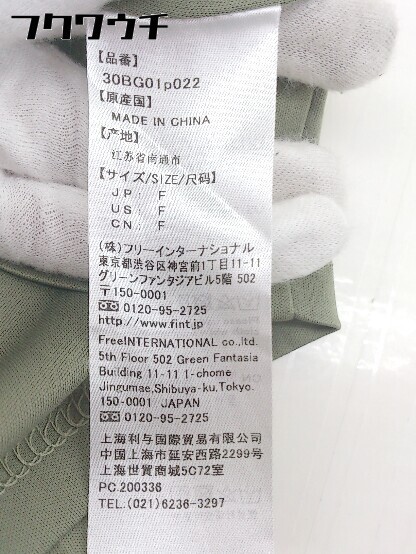 フクワウチ
【品番】
30BG01p022
【原産国】
MADE IN CHINA
【产地】
江苏省南通市
【サイズ/SIZE/尺码】
JP F
US F
CN F
(株)フリーインターナショナル
東京都渋谷区神宮前1丁目11-11
グリーンファンタジアビル5階 502
〒150-0001
0120-95-2725
http://www.fint.jp
FreeINTERNATIONAL co.,ltd.
5th Floor 502 Green Fantasia
Building 11-11 1-chome
Jingumae,Shibuya-ku,Tokyo.
150-0001 JAPAN
0120-95-2725
上海利与国際貿易有限公司
中国上海市延安西路2299号
上海世貿商城5C72室
PC.200336
TEL.(021)6236-3297